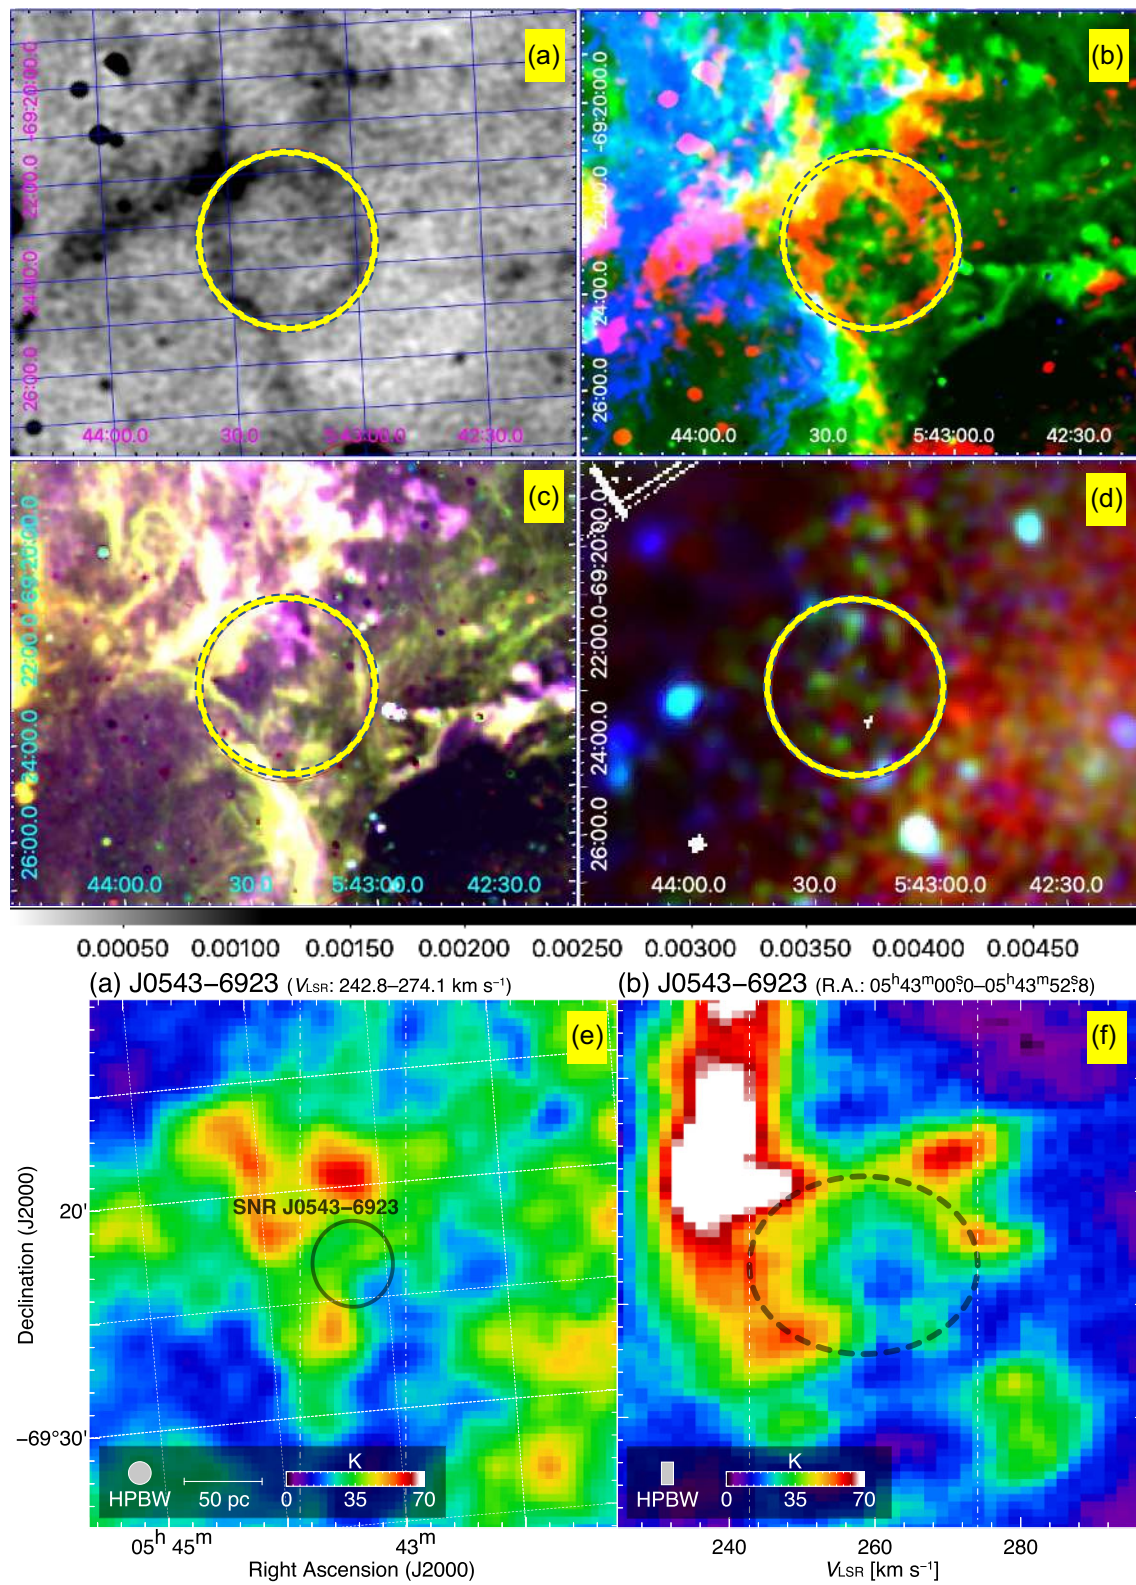 (a)
-69:20:00.0
22:00.0
24:00.0
26:00.0
44:00.0 30.0 5:43:00.0 42:30.0
(b)
-69:20:00.0
22:00.0
24:00.0
26:00.0
44:00.0 30.0 5:43:00.0 42:30.0
(c)
-69:20:00.0
22:00.0
24:00.0
26:00.0
44:00.0 30.0 5:43:00.0 42:30.0
(d)
-69:20:00.0
22:00.0
24:00.0
26:00.0
44:00.0 30.0 5:43:00.0 42:30.0
0.00050 0.00100 0.00150 0.00200 0.00250 0.00300 0.00350 0.00400 0.00450
(a) J0543−6923 (VLSR: 242.8−274.1 km s⁻¹)
(e)
SNR J0543−6923
20'
−69°30'
Declination (J2000)
K
HPBW
50 pc
0 35 70
05ʰ 45ᵐ 43ᵐ
Right Ascension (J2000)
(b) J0543−6923 (R.A.: 05ʰ43ᵐ00ˢ.0−05ʰ43ᵐ52ˢ.8)
(f)
K
HPBW
0 35 70
240 260 280
VLSR [km s⁻¹]